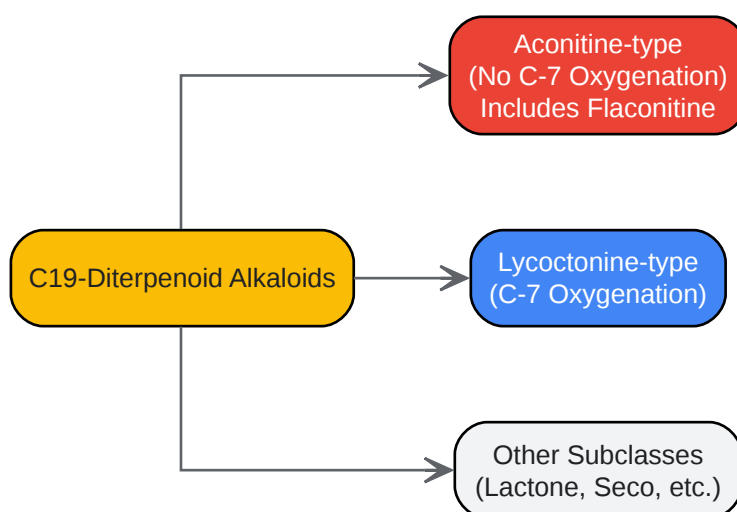 Aconitine-type
(No C-7 Oxygenation)
Includes Flaconitine
C19-Diterpenoid Alkaloids
Lycoctonine-type
(C-7 Oxygenation)
Other Subclasses
(Lactone, Seco, etc.)